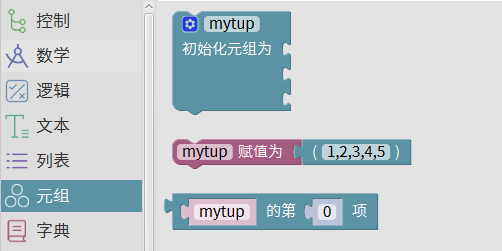 控制
数学
逻辑
文本
列表
元组
字典
mytup
初始化元组为
mytup 赋值为 ( 1,2,3,4,5 )
mytup 的第 0 项